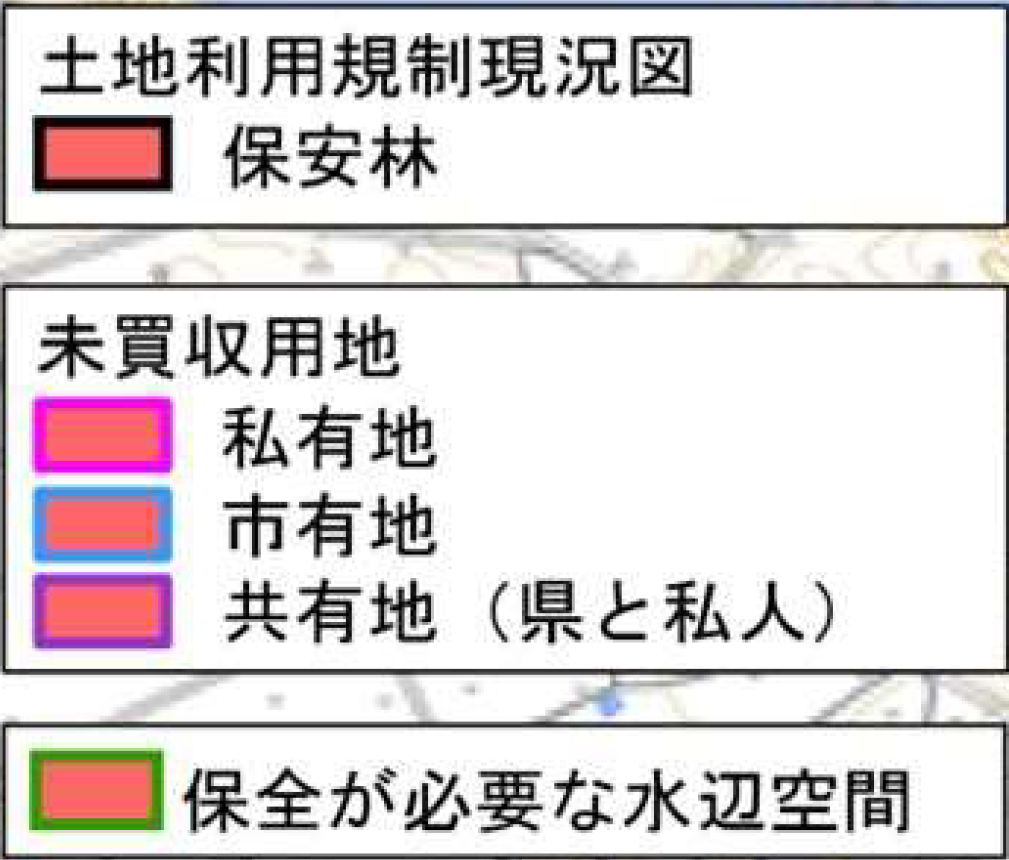 土地利用規制現況図
保安林
未買収用地
私有地
市有地
共有地（県と私人）
保全が必要な水辺空間